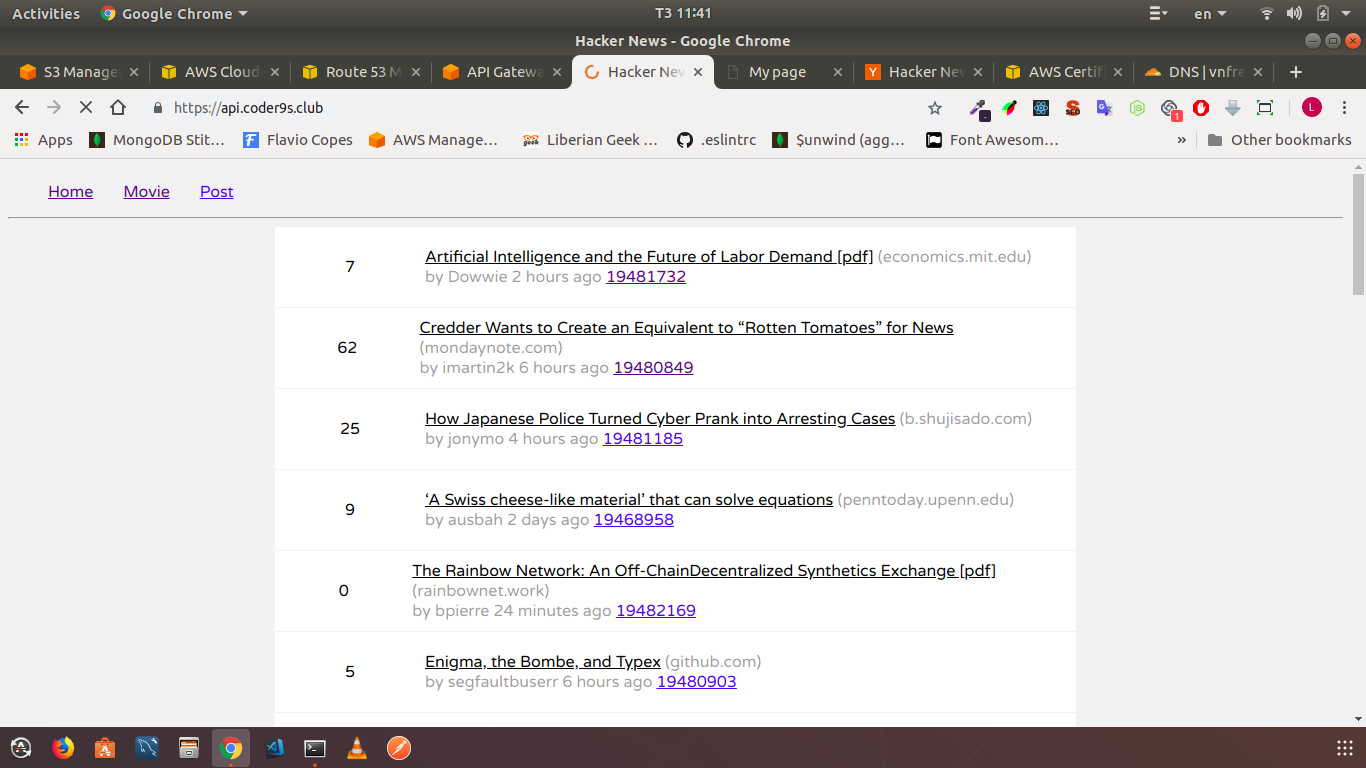 Activities Google Chrome T3 11:41 en
Hacker News - Google Chrome
S3 Manage AWS Cloud Route 53 M API Gatewa Hacker New My page Hacker New AWS Certif DNS | vnfre
https://api.coder9s.club 1 L
Apps MongoDB Stit... Flavio Copes AWS Manage... Liberian Geek ... .eslintrc $unwind (agg... Font Awesom... » Other bookmarks
Home Movie Post
7 Artificial Intelligence and the Future of Labor Demand [pdf] (economics.mit.edu)
by Dowwie 2 hours ago 19481732
62 Credder Wants to Create an Equivalent to “Rotten Tomatoes” for News
(mondaynote.com)
by imartin2k 6 hours ago 19480849
25 How Japanese Police Turned Cyber Prank into Arresting Cases (b.shujisado.com)
by jonymo 4 hours ago 19481185
9 ‘A Swiss cheese-like material’ that can solve equations (penntoday.upenn.edu)
by ausbah 2 days ago 19468958
0 The Rainbow Network: An Off-ChainDecentralized Synthetics Exchange [pdf]
(rainbownet.work)
by bpierre 24 minutes ago 19482169
5 Enigma, the Bombe, and Typex (github.com)
by segfaultbuserr 6 hours ago 19480903